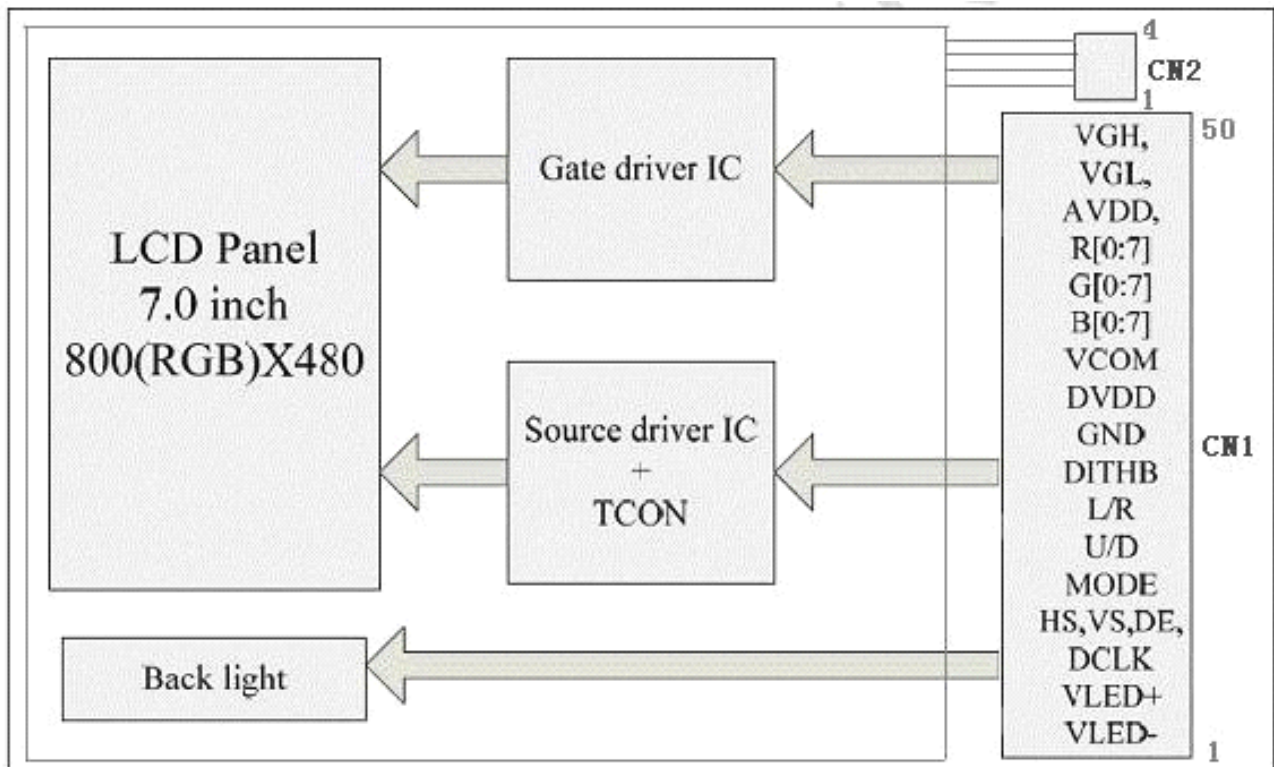 LCD Panel
7.0 inch
800(RGB)X480
Gate driver IC
Source driver IC
+
TCON
Back light
4
CN2
1
50
VGH,
VGL,
AVDD,
R[0:7]
G[0:7]
B[0:7]
VCOM
DVDD
GND
DITHB
L/R
U/D
MODE
HS,VS,DE,
DCLK
VLED+
VLED-
CN1
1